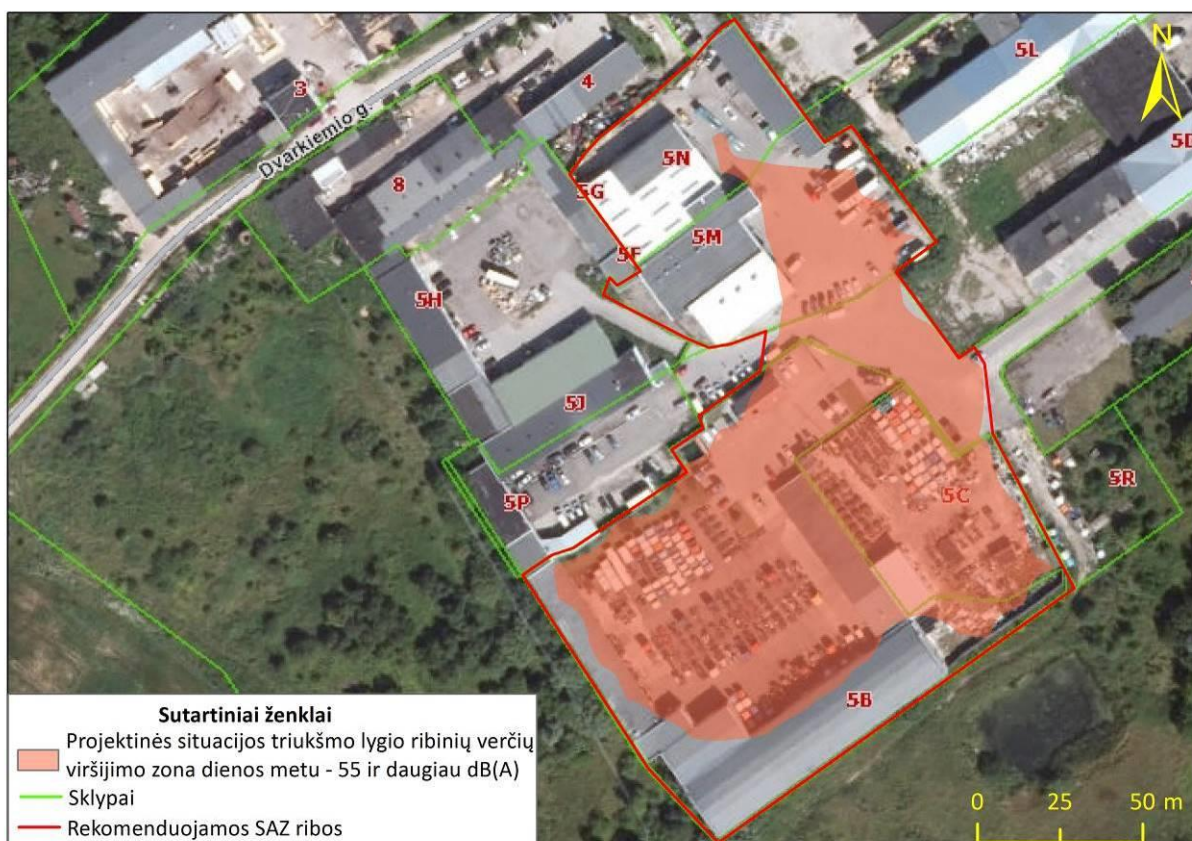 N
5L
3
4
5D
Dvarkiemio g.
5N
8
5G
5M
5F
5H
5J
5C
5R
5P
5B
Sutartiniai ženklai
Projektinės situacijos triukšmo lygio ribinių verčių
viršijimo zona dienos metu - 55 ir daugiau dB(A)
Sklypai
Rekomenduojamos SAZ ribos
0 25 50 m